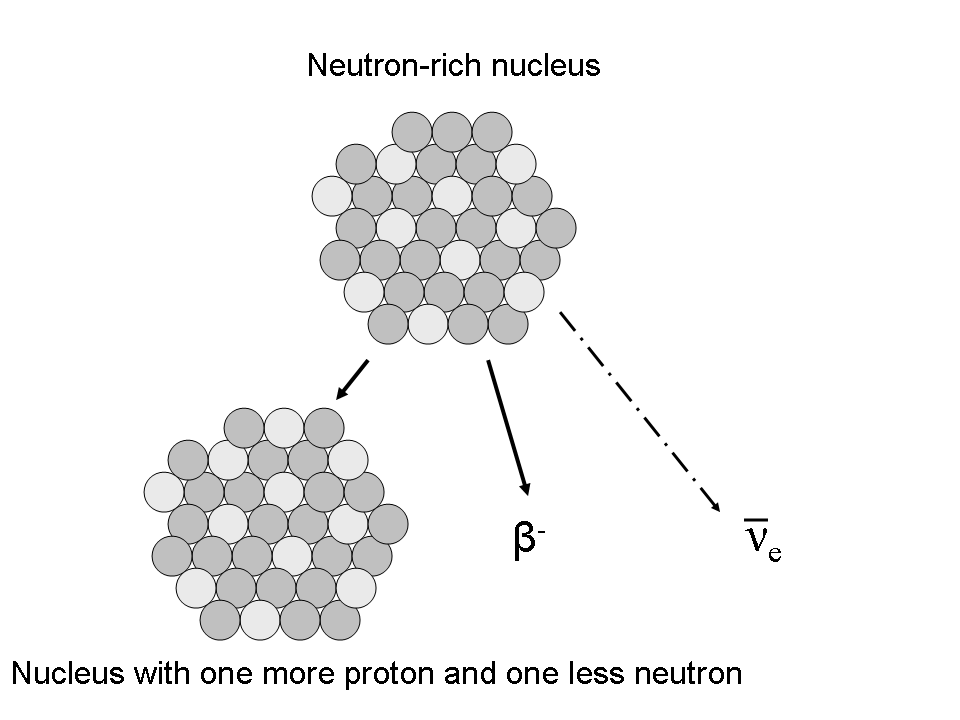 Neutron-rich nucleus
β-
ν̅e
Nucleus with one more proton and one less neutron